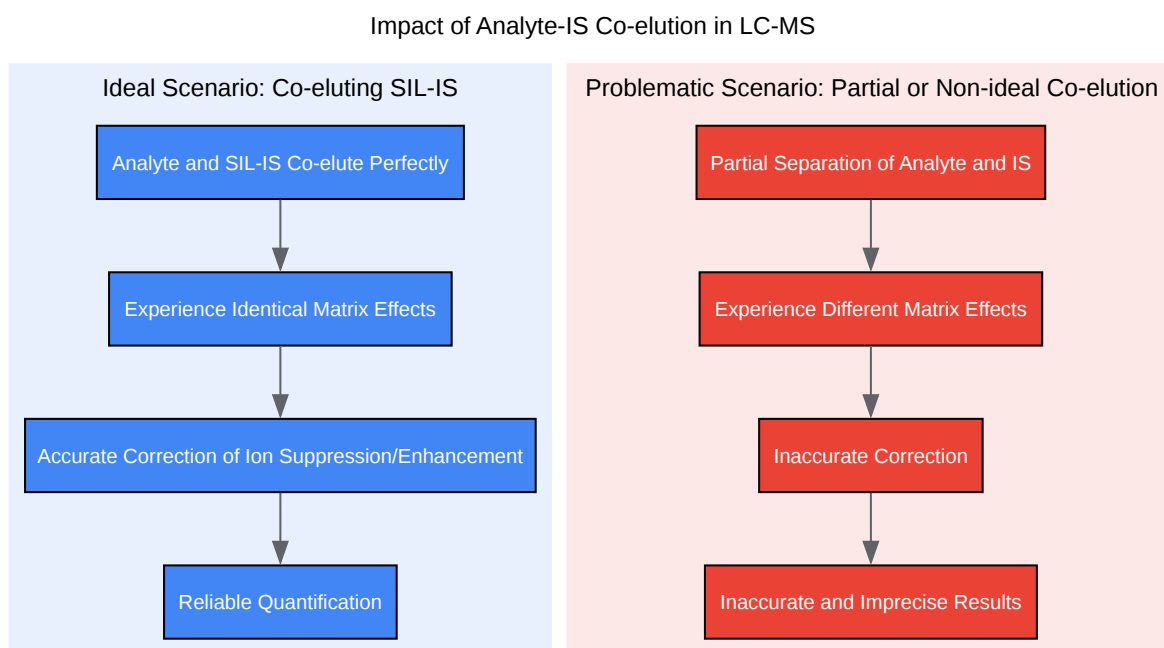 Impact of Analyte-IS Co-elution in LC-MS
Ideal Scenario: Co-eluting SIL-IS
Analyte and SIL-IS Co-elute Perfectly
Experience Identical Matrix Effects
Accurate Correction of Ion Suppression/Enhancement
Reliable Quantification
Problematic Scenario: Partial or Non-ideal Co-elution
Partial Separation of Analyte and IS
Experience Different Matrix Effects
Inaccurate Correction
Inaccurate and Imprecise Results